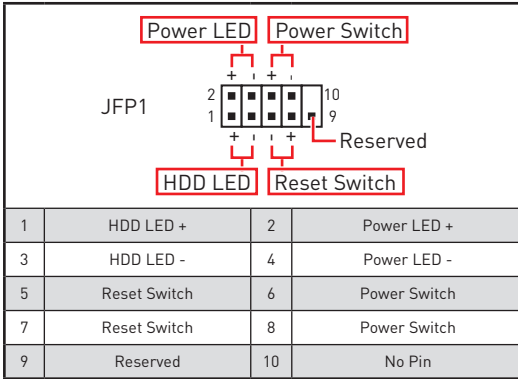 Power LED Power Switch
+ - + -
JFP1
2 10
1 9
+ - - +
Reserved
HDD LED Reset Switch
1 HDD LED + 2 Power LED +
3 HDD LED - 4 Power LED -
5 Reset Switch 6 Power Switch
7 Reset Switch 8 Power Switch
9 Reserved 10 No Pin